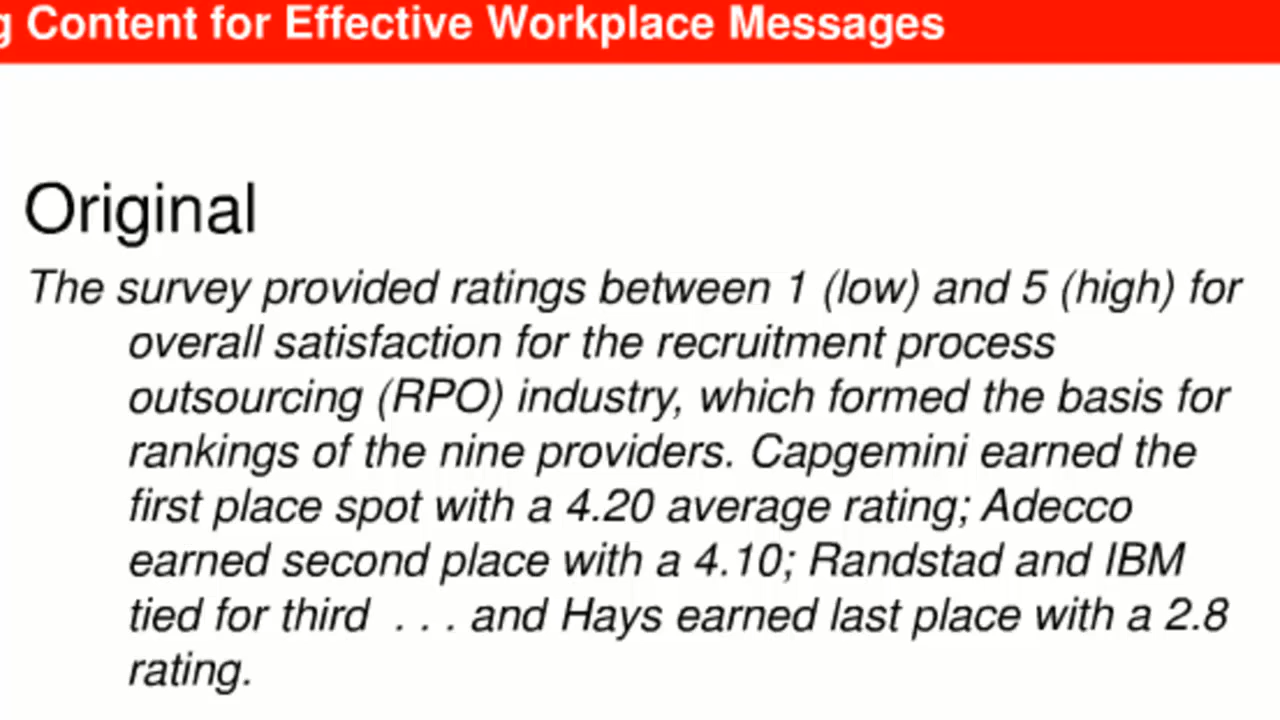 g Content for Effective Workplace Messages
Original
The survey provided ratings between 1 (low) and 5 (high) for
overall satisfaction for the recruitment process
outsourcing (RPO) industry, which formed the basis for
rankings of the nine providers. Capgemini earned the
first place spot with a 4.20 average rating; Adecco
earned second place with a 4.10; Randstad and IBM
tied for third . . . and Hays earned last place with a 2.8
rating.